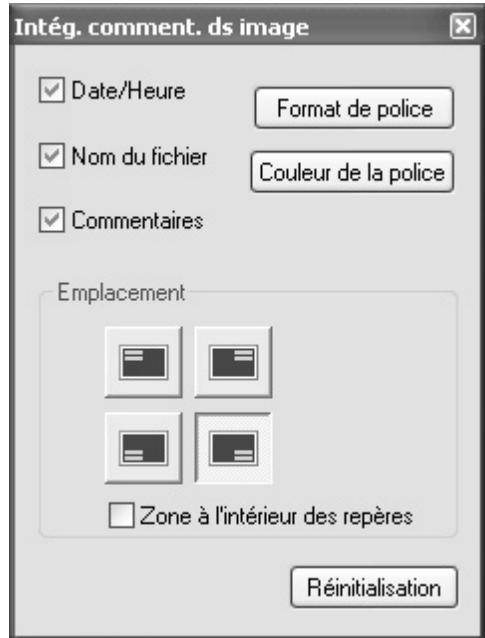 Intég. comment. ds image
Date/Heure
Format de police
Nom du fichier
Couleur de la police
Commentaires
Emplacement
Zone à l'intérieur des repères
Réinitialisation